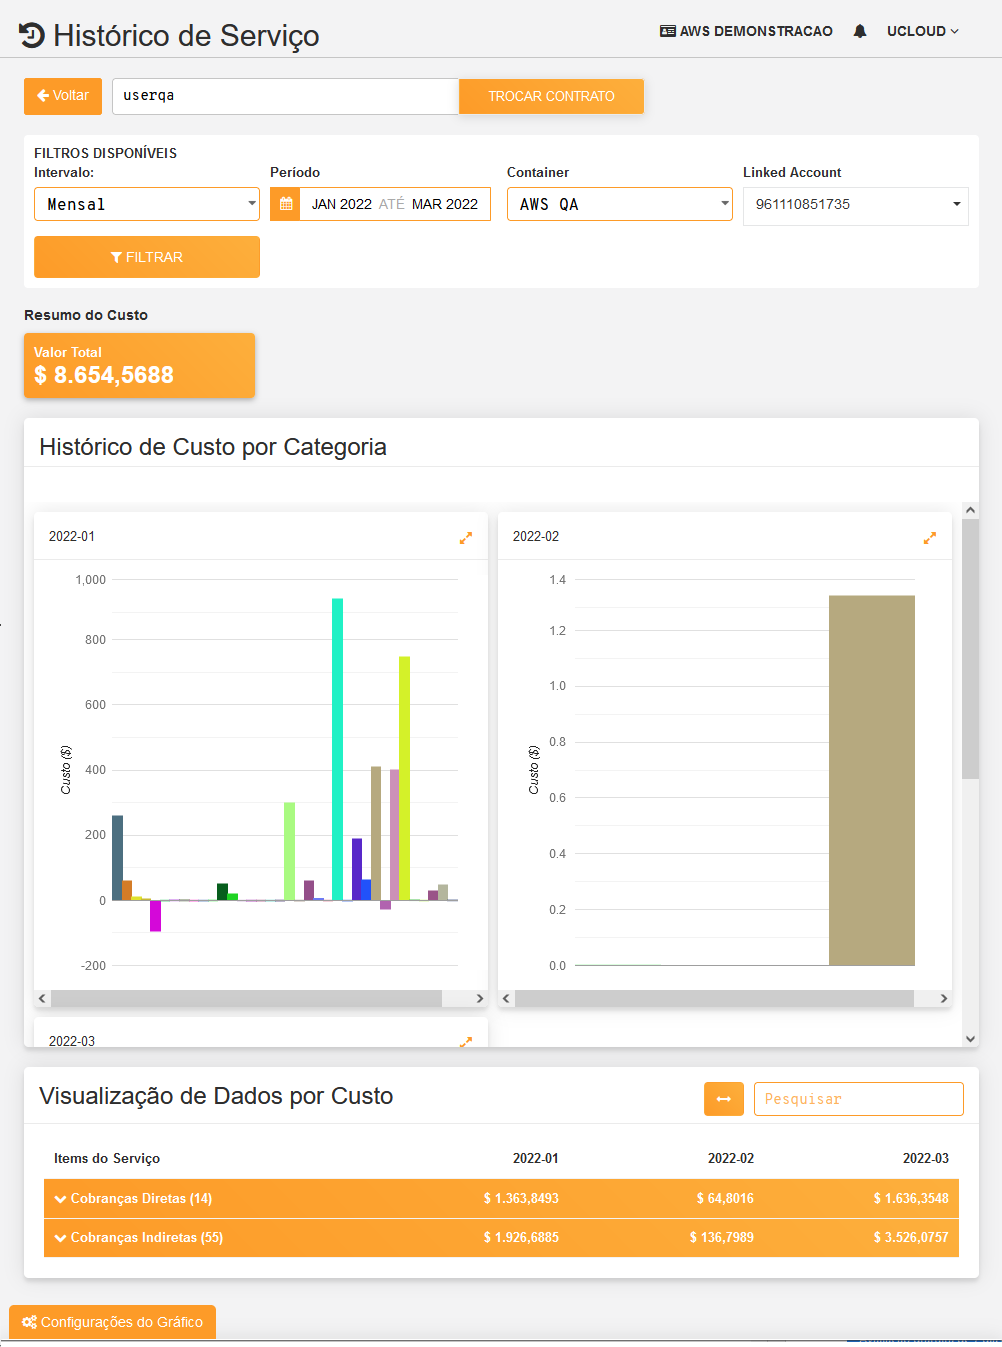 Histórico de Serviço
AWS DEMONSTRACAO
UCLOUD
Voltar
userqa
TROCAR CONTRATO
FILTROS DISPONÍVEIS
Intervalo:
Período
Container
Linked Account
Mensal
JAN 2022 ATÉ MAR 2022
AWS QA
961110851735
FILTRAR
Resumo do Custo
Valor Total
$ 8.654,5688
Histórico de Custo por Categoria
2022-01
1,000
800
600
400
200
0
-200
Custo ($)
2022-02
1.4
1.2
1.0
0.8
0.6
0.4
0.2
0.0
Custo ($)
2022-03
Visualização de Dados por Custo
Pesquisar
Items do Serviço 2022-01 2022-02 2022-03
Cobranças Diretas (14) $ 1.363,8493 $ 64,8016 $ 1.636,3548
Cobranças Indiretas (55) $ 1.926,6885 $ 136,7989 $ 3.526,0757
Configurações do Gráfico